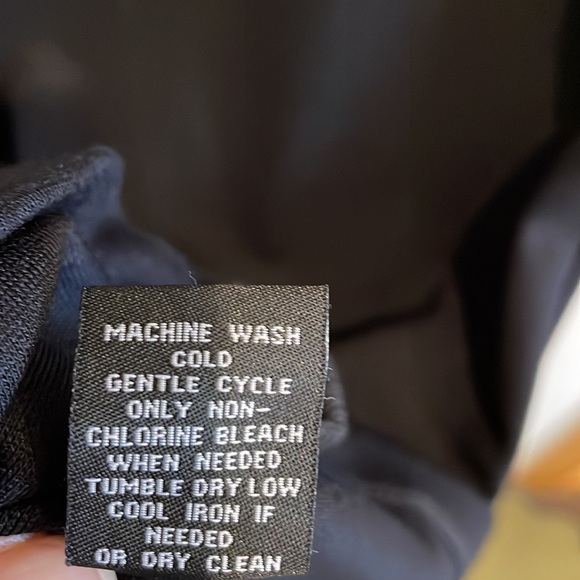 MACHINE WASH
COLD
GENTLE CYCLE
ONLY NON-
CHLORINE BLEACH
WHEN NEEDED
TUMBLE DRY LOW
COOL IRON IF
NEEDED
OR DRY CLEAN